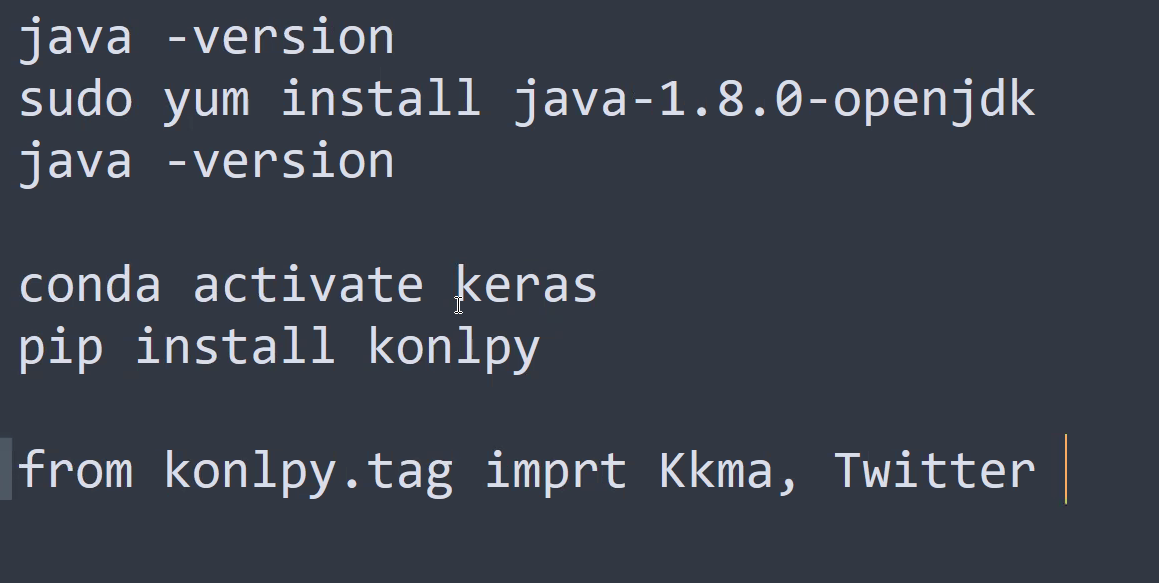 java -version
sudo yum install java-1.8.0-openjdk
java -version
conda activate keras
pip install konlpy
from konlpy.tag imprt Kkma, Twitter